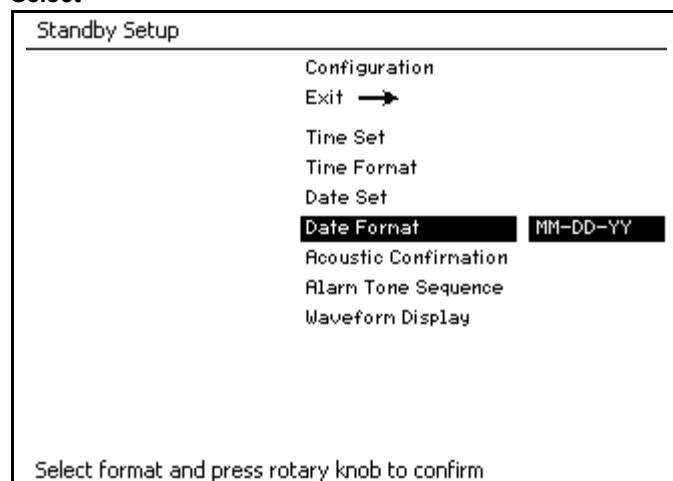 Select
Standby Setup
Configuration
Exit
Time Set
Time Format
Date Set
Date Format MM-DD-YY
Acoustic Confirmation
Alarm Tone Sequence
Waveform Display
Select format and press rotary knob to confirm